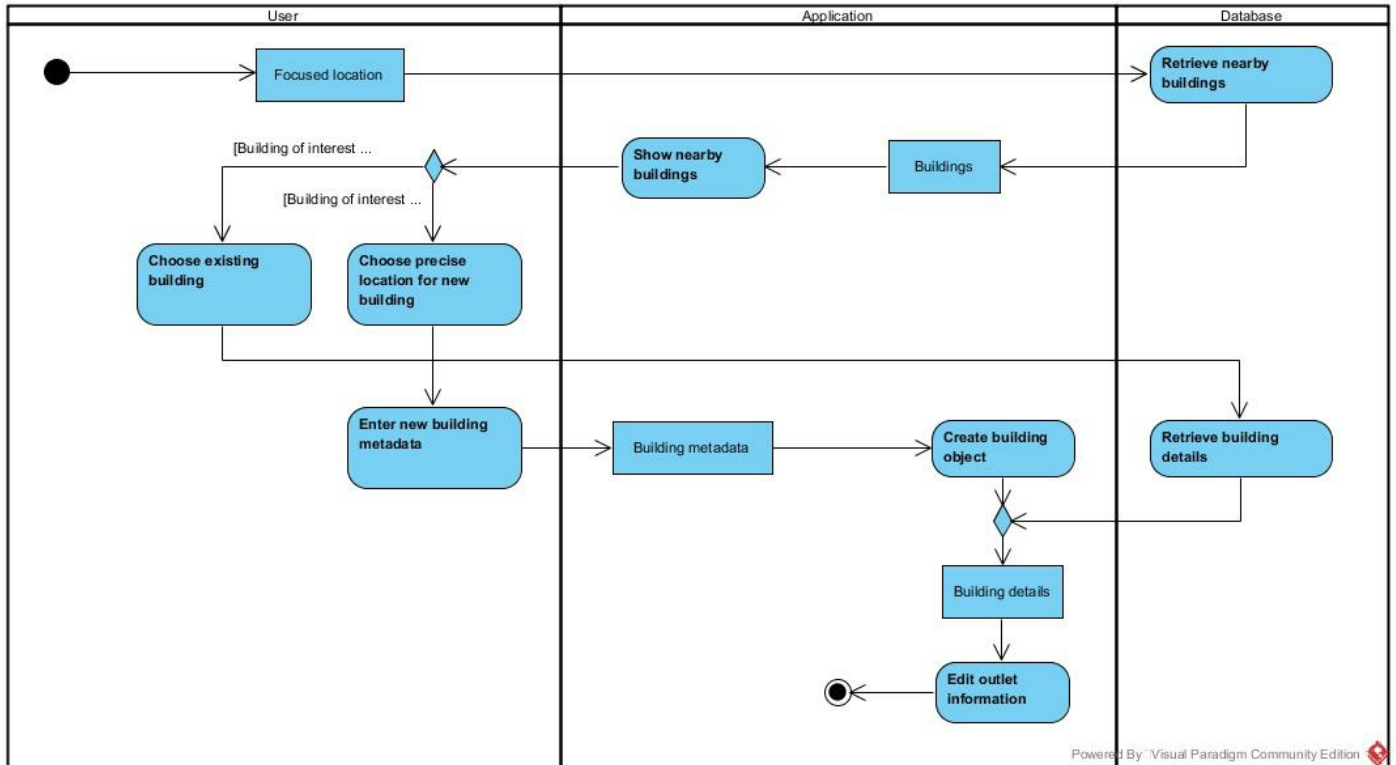 User
Application
Database
Focused location
Retrieve nearby
buildings
[Building of interest ...
Show nearby
buildings
Buildings
[Building of interest ...
Choose existing
building
Choose precise
location for new
building
Enter new building
metadata
Building metadata
Create building
object
Retrieve building
details
Building details
Edit outlet
information
Powered By Visual Paradigm Community Edition